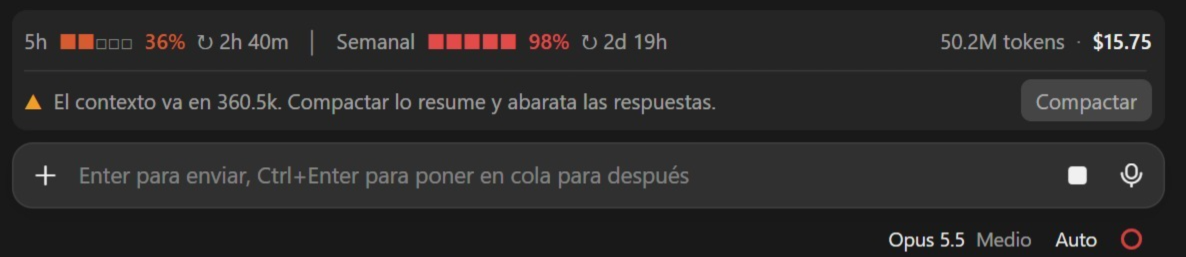 5h 36% ↻ 2h 40m | Semanal 98% ↻ 2d 19h 50.2M tokens · $15.75
El contexto va en 360.5k. Compactar lo resume y abarata las respuestas. Compactar
Enter para enviar, Ctrl+Enter para poner en cola para después
Opus 5.5 Medio Auto